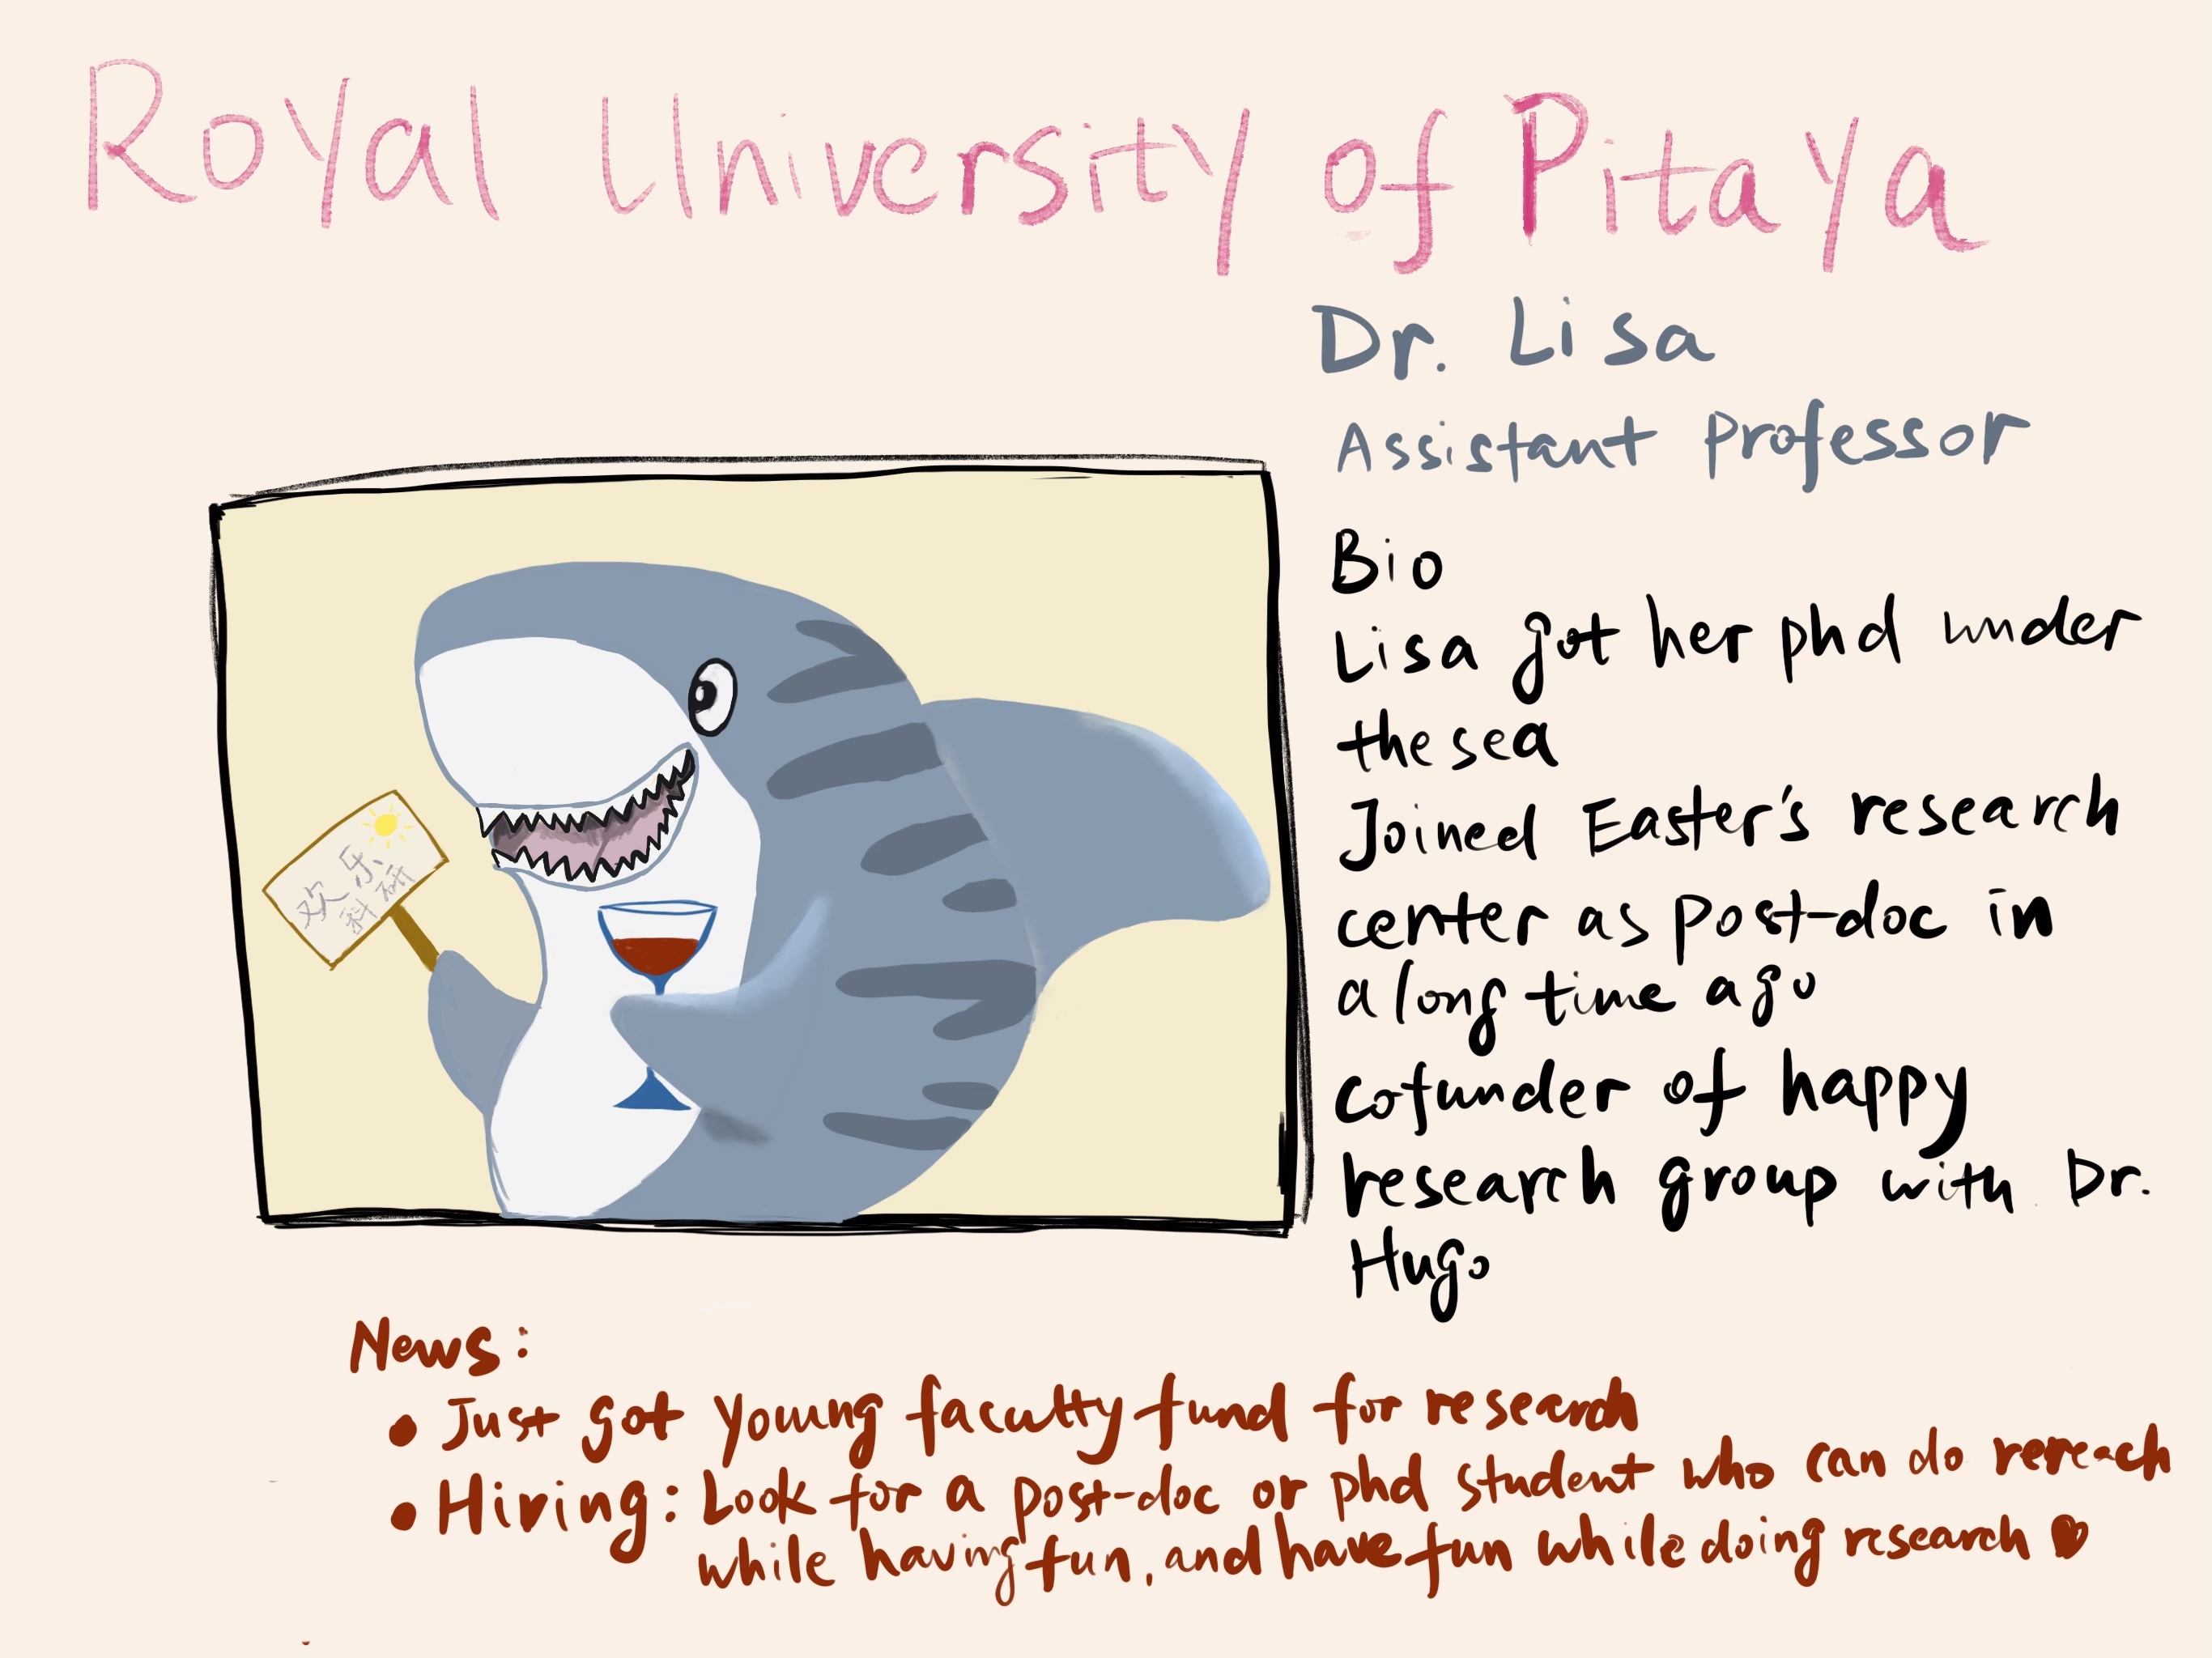 Royal University of Pitaya
Dr. Lisa
Assistant professor
Bio
Lisa got her phd under
the sea
Joined Easter's research
center as post-doc in
a long time ago
cofunder of happy
research group with Dr.
Hugo
欢乐
科研
News:
• Just got young faculty fund for research
• Hiring: Look for a post-doc or phd student who can do rereach
while having fun, and have fun while doing research